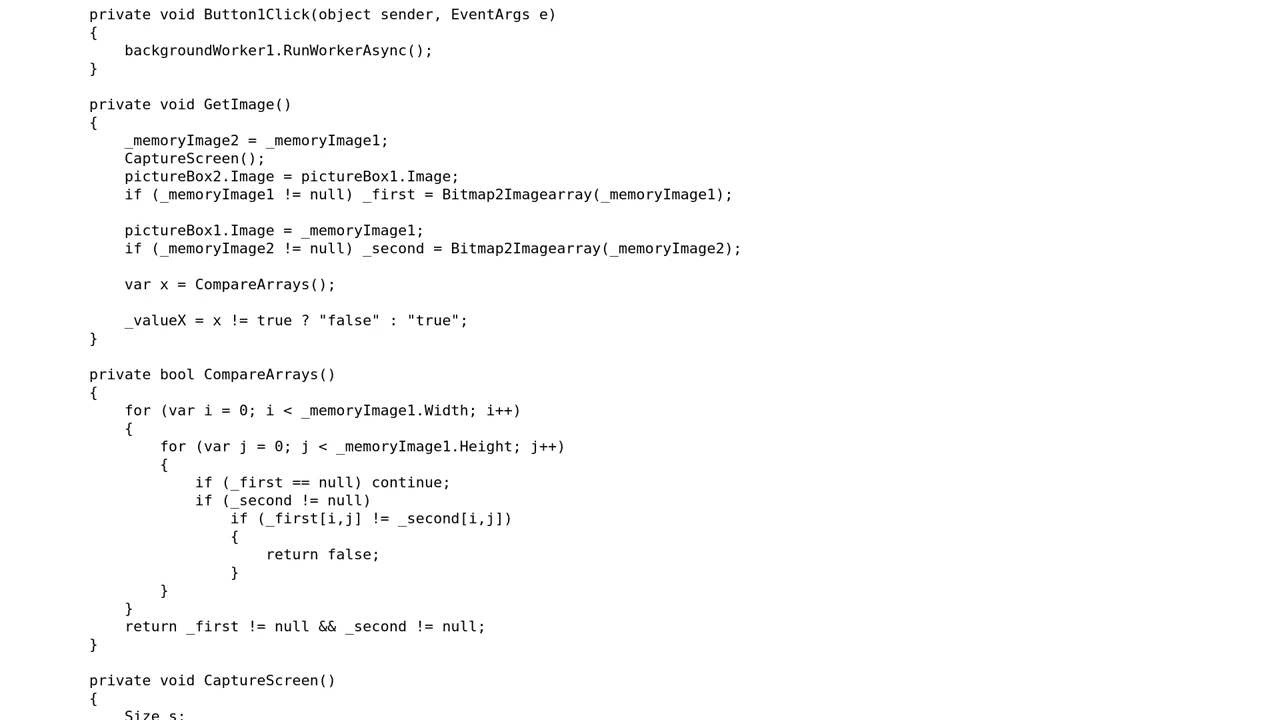 private void Button1Click(object sender, EventArgs e)
{
    backgroundWorker1.RunWorkerAsync();
}

private void GetImage()
{
    _memoryImage2 = _memoryImage1;
    CaptureScreen();
    pictureBox2.Image = pictureBox1.Image;
    if (_memoryImage1 != null) _first = Bitmap2Imagearray(_memoryImage1);

    pictureBox1.Image = _memoryImage1;
    if (_memoryImage2 != null) _second = Bitmap2Imagearray(_memoryImage2);

    var x = CompareArrays();

    _valueX = x != true ? "false" : "true";
}

private bool CompareArrays()
{
    for (var i = 0; i < _memoryImage1.Width; i++)
    {
        for (var j = 0; j < _memoryImage1.Height; j++)
        {
            if (_first == null) continue;
            if (_second != null)
                if (_first[i,j] != _second[i,j])
                {
                    return false;
                }
        }
    }
    return _first != null && _second != null;
}

private void CaptureScreen()
{
    Size s;